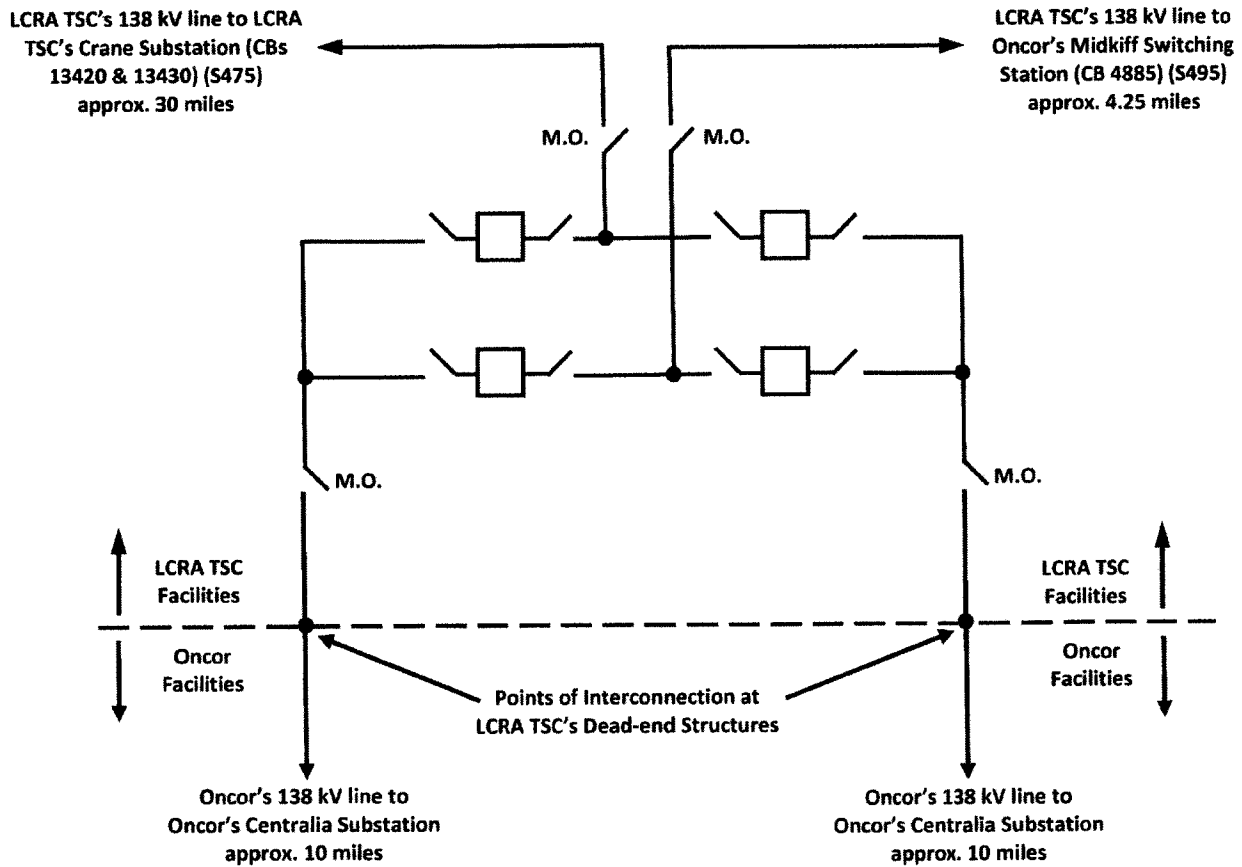 LCRA TSC's 138 kV line to LCRA
TSC's Crane Substation (CBs
13420 & 13430) (S475)
approx. 30 miles
LCRA TSC's 138 kV line to
Oncor's Midkiff Switching
Station (CB 4885) (S495)
approx. 4.25 miles
M.O.
M.O.
M.O.
M.O.
LCRA TSC
Facilities
LCRA TSC
Facilities
Oncor
Facilities
Oncor
Facilities
Points of Interconnection at
LCRA TSC's Dead-end Structures
Oncor's 138 kV line to
Oncor's Centralia Substation
approx. 10 miles
Oncor's 138 kV line to
Oncor's Centralia Substation
approx. 10 miles